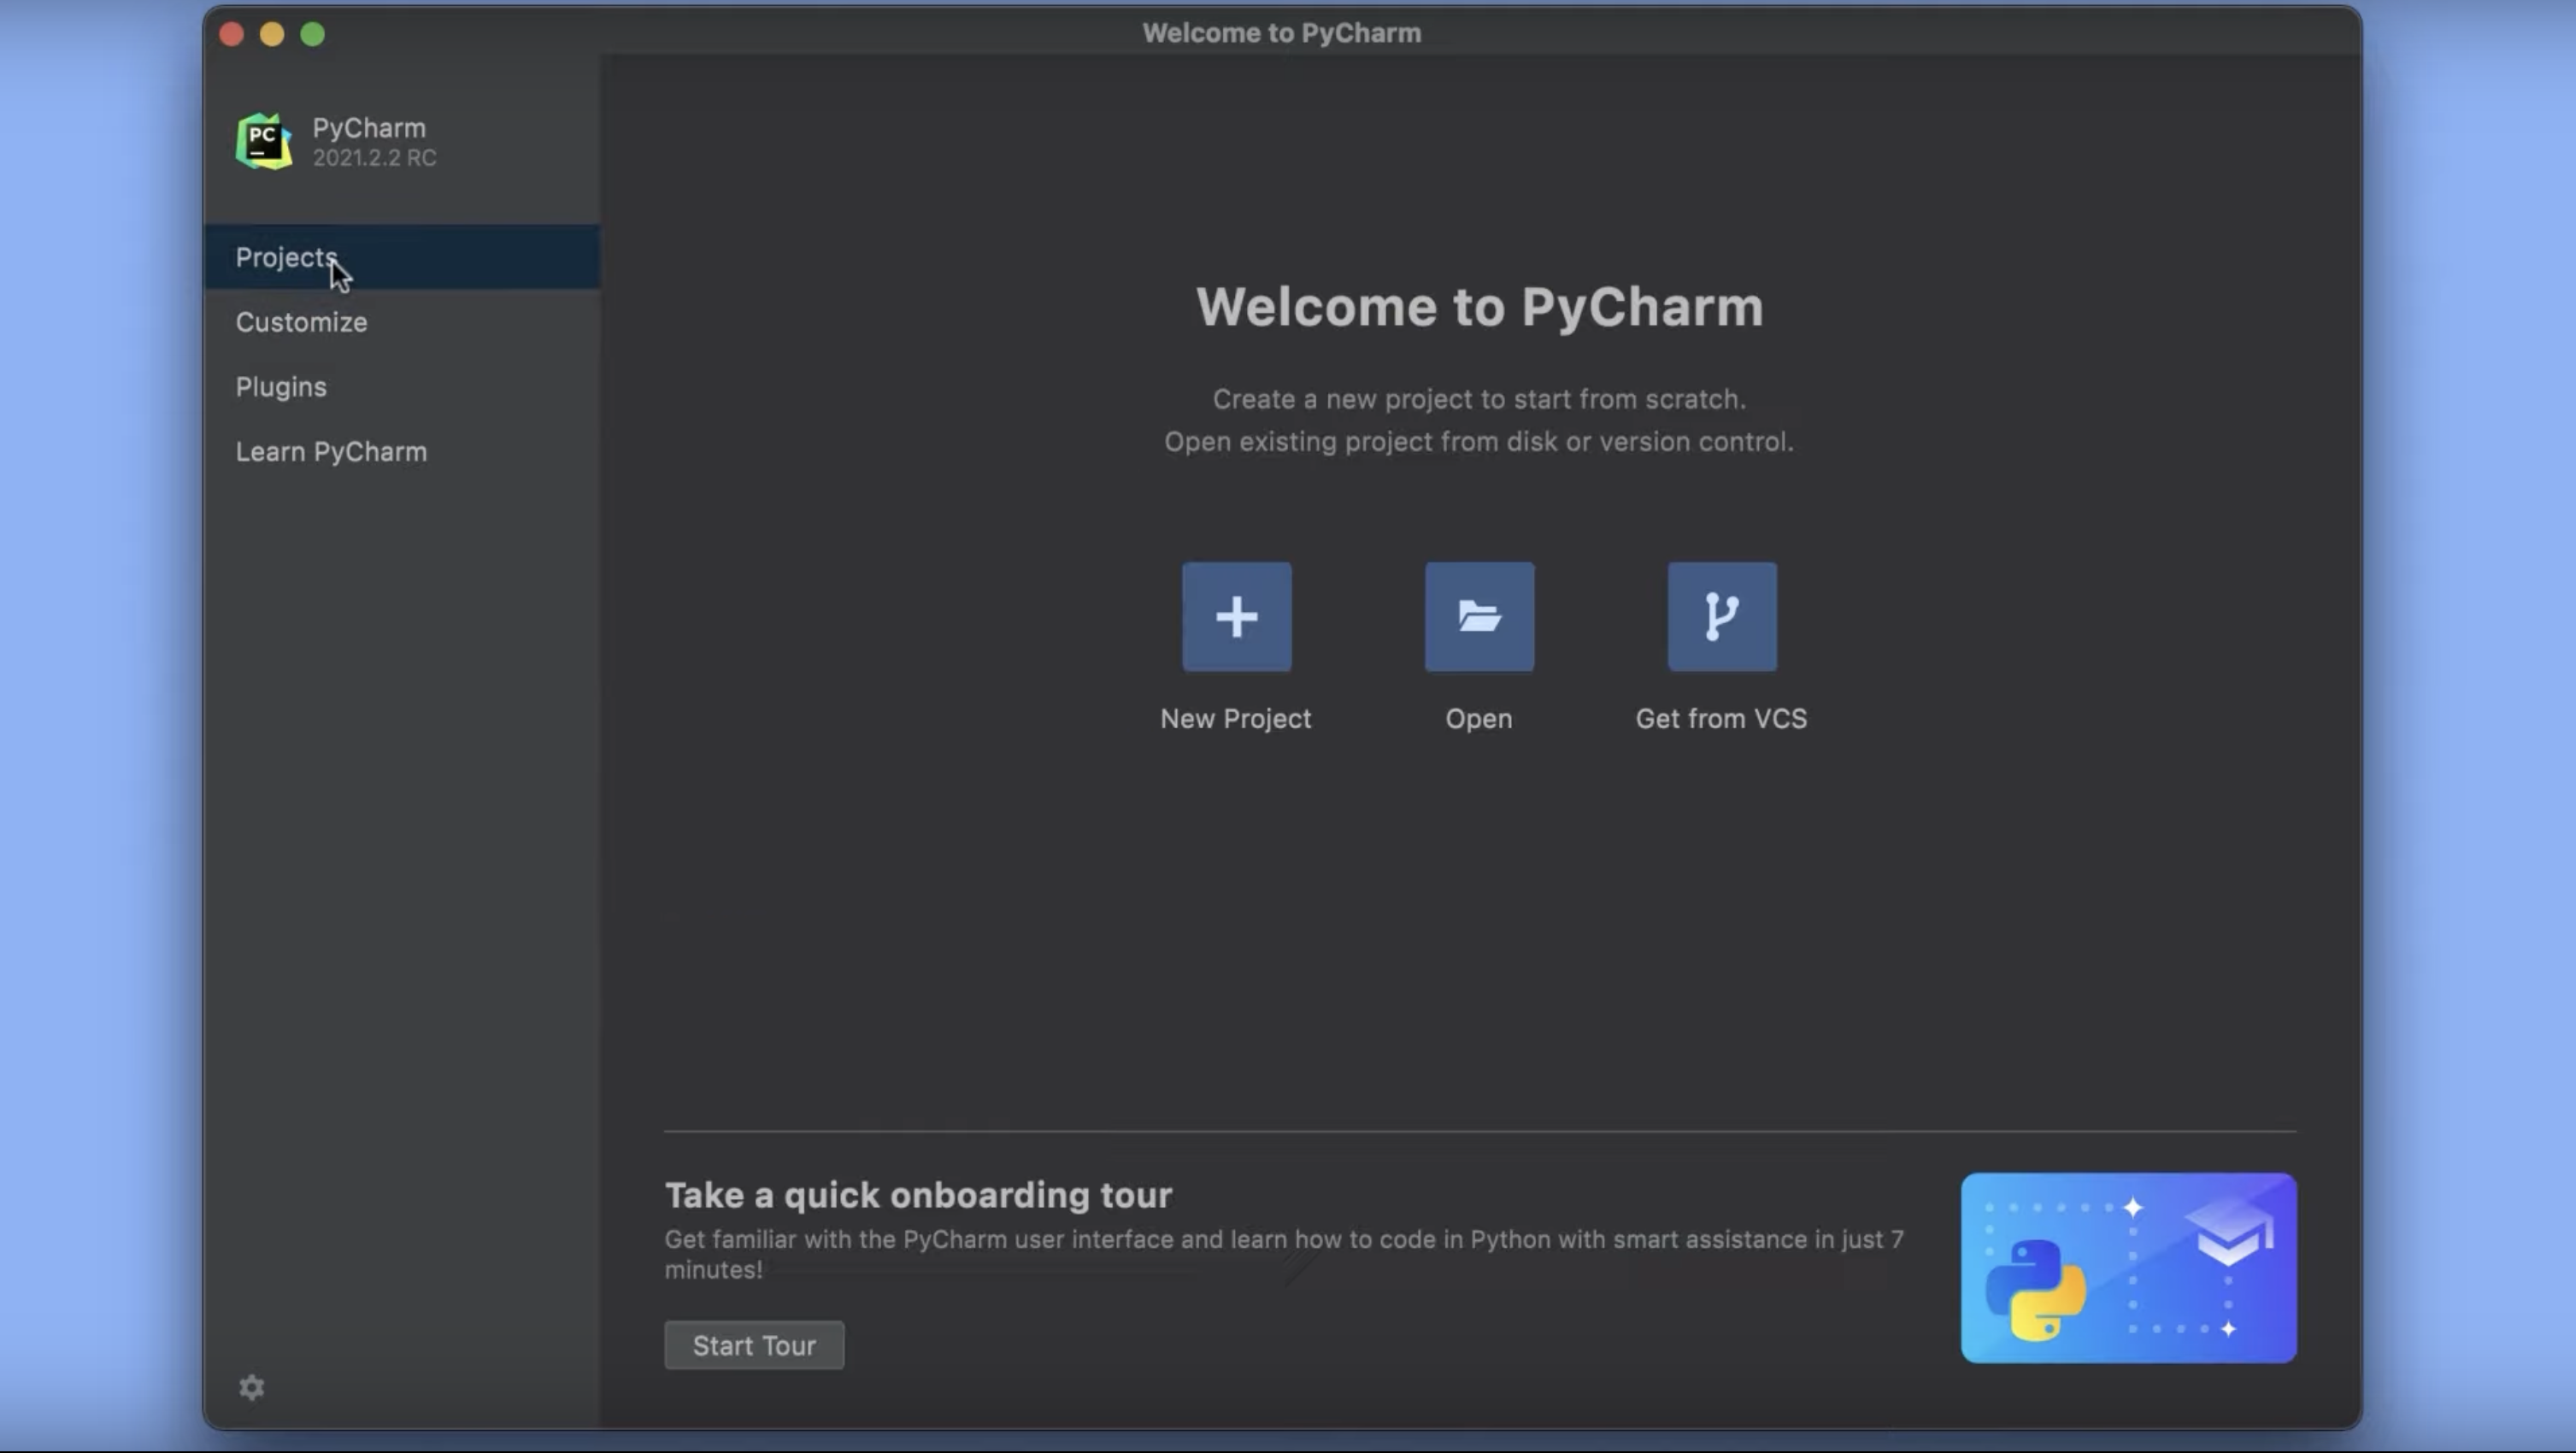 Welcome to PyCharm
PC
PyCharm
2021.2.2 RC
Projects
Customize
Plugins
Learn PyCharm
Welcome to PyCharm
Create a new project to start from scratch.
Open existing project from disk or version control.
New Project
Open
Get from VCS
Take a quick onboarding tour
Get familiar with the PyCharm user interface and learn how to code in Python with smart assistance in just 7
minutes!
Start Tour